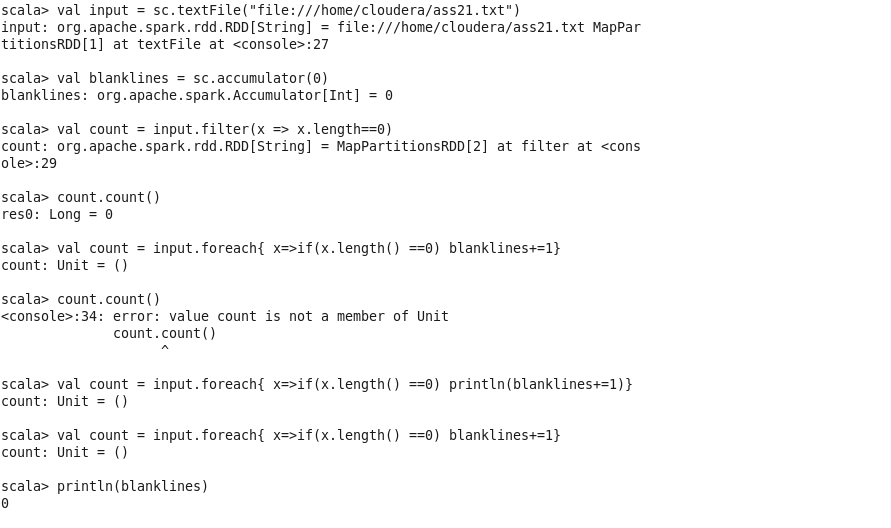 scala> val input = sc.textFile("file:///home/cloudera/ass21.txt")
input: org.apache.spark.rdd.RDD[String] = file:///home/cloudera/ass21.txt MapPar
titionsRDD[1] at textFile at <console>:27
scala> val blanklines = sc.accumulator(0)
blanklines: org.apache.spark.Accumulator[Int] = 0
scala> val count = input.filter(x => x.length==0)
count: org.apache.spark.rdd.RDD[String] = MapPartitionsRDD[2] at filter at <cons
ole>:29
scala> count.count()
res0: Long = 0
scala> val count = input.foreach{ x=>if(x.length() ==0) blanklines+=1}
count: Unit = ()
scala> count.count()
<console>:34: error: value count is not a member of Unit
              count.count()
                    ^
scala> val count = input.foreach{ x=>if(x.length() ==0) println(blanklines+=1)}
count: Unit = ()
scala> val count = input.foreach{ x=>if(x.length() ==0) blanklines+=1}
count: Unit = ()
scala> println(blanklines)
0